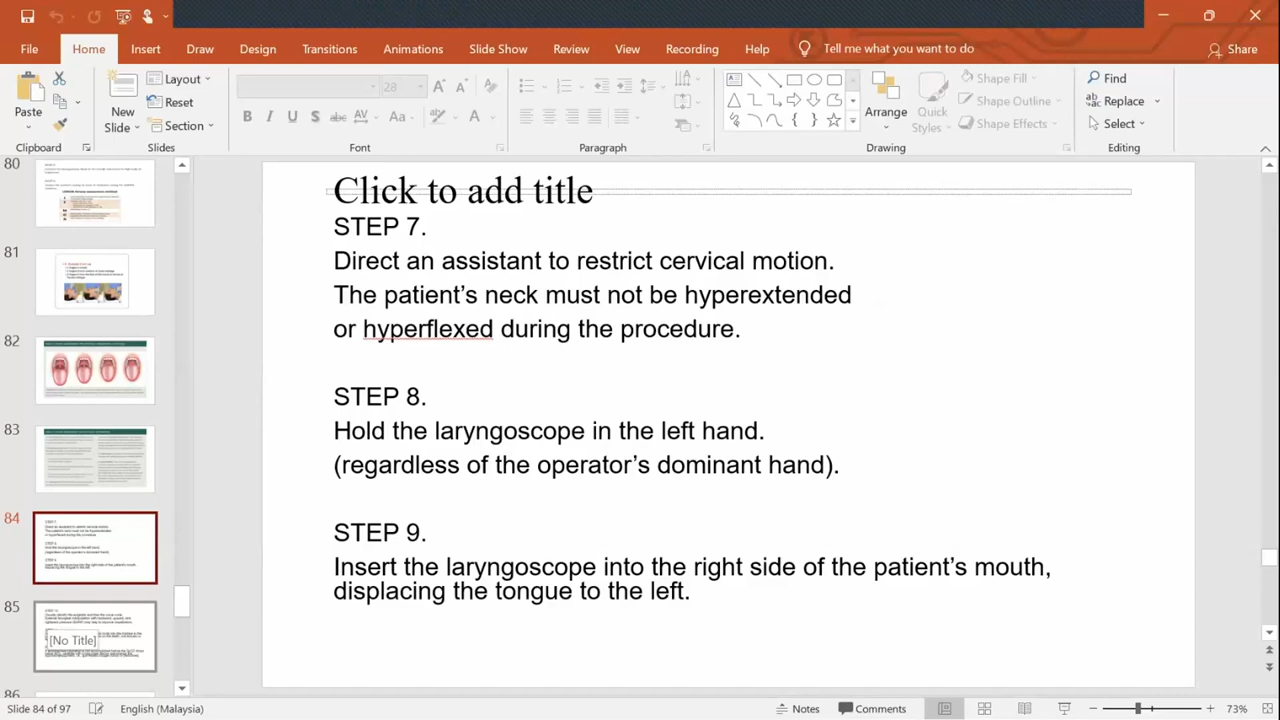 File Home Insert Draw Design Transitions Animations Slide Show Review View Recording Help Tell me what you want to do Share
Paste
Clipboard
New
Slide
Layout
Reset
Section
Slides
28
B I U S abc AV Aa A
Font
Paragraph
Arrange
Quick
Styles
Shape Fill
Shape Outline
Shape Effects
Drawing
Find
Replace
Select
Editing
80
81
82
83
84
85
[No Title]
86
Click to add title
STEP 7.
Direct an assistant to restrict cervical motion.
The patient’s neck must not be hyperextended
or hyperflexed during the procedure.
STEP 8.
Hold the laryngoscope in the left hand.
(regardless of the operator’s dominant hand).
STEP 9.
Insert the laryngoscope into the right side of the patient’s mouth,
displacing the tongue to the left.
Slide 84 of 97 English (Malaysia) Notes Comments 73%